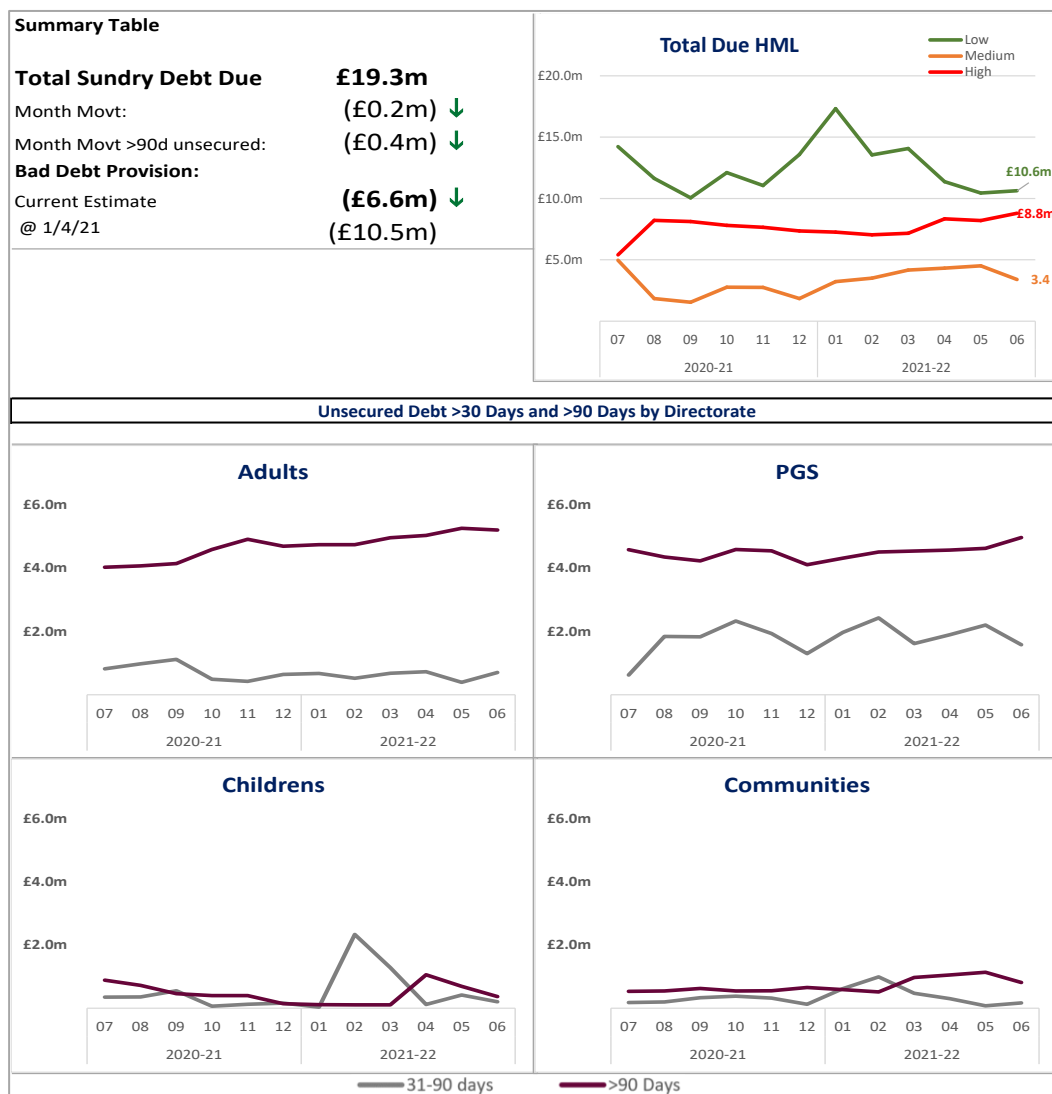 Summary Table
Total Sundry Debt Due £19.3m
Month Movt: (£0.2m) ↓
Month Movt >90d unsecured: (£0.4m) ↓
Bad Debt Provision:
Current Estimate (£6.6m) ↓
@ 1/4/21 (£10.5m)
Total Due HML
Low
Medium
High
£20.0m
£15.0m
£10.0m
£5.0m
£10.6m
£8.8m
3.4
07 08 09 10 11 12 01 02 03 04 05 06
2020-21 2021-22
Unsecured Debt >30 Days and >90 Days by Directorate
Adults
£6.0m
£4.0m
£2.0m
07 08 09 10 11 12 01 02 03 04 05 06
2020-21 2021-22
PGS
£6.0m
£4.0m
£2.0m
07 08 09 10 11 12 01 02 03 04 05 06
2020-21 2021-22
Childrens
£6.0m
£4.0m
£2.0m
07 08 09 10 11 12 01 02 03 04 05 06
2020-21 2021-22
Communities
£6.0m
£4.0m
£2.0m
07 08 09 10 11 12 01 02 03 04 05 06
2020-21 2021-22
31-90 days >90 Days